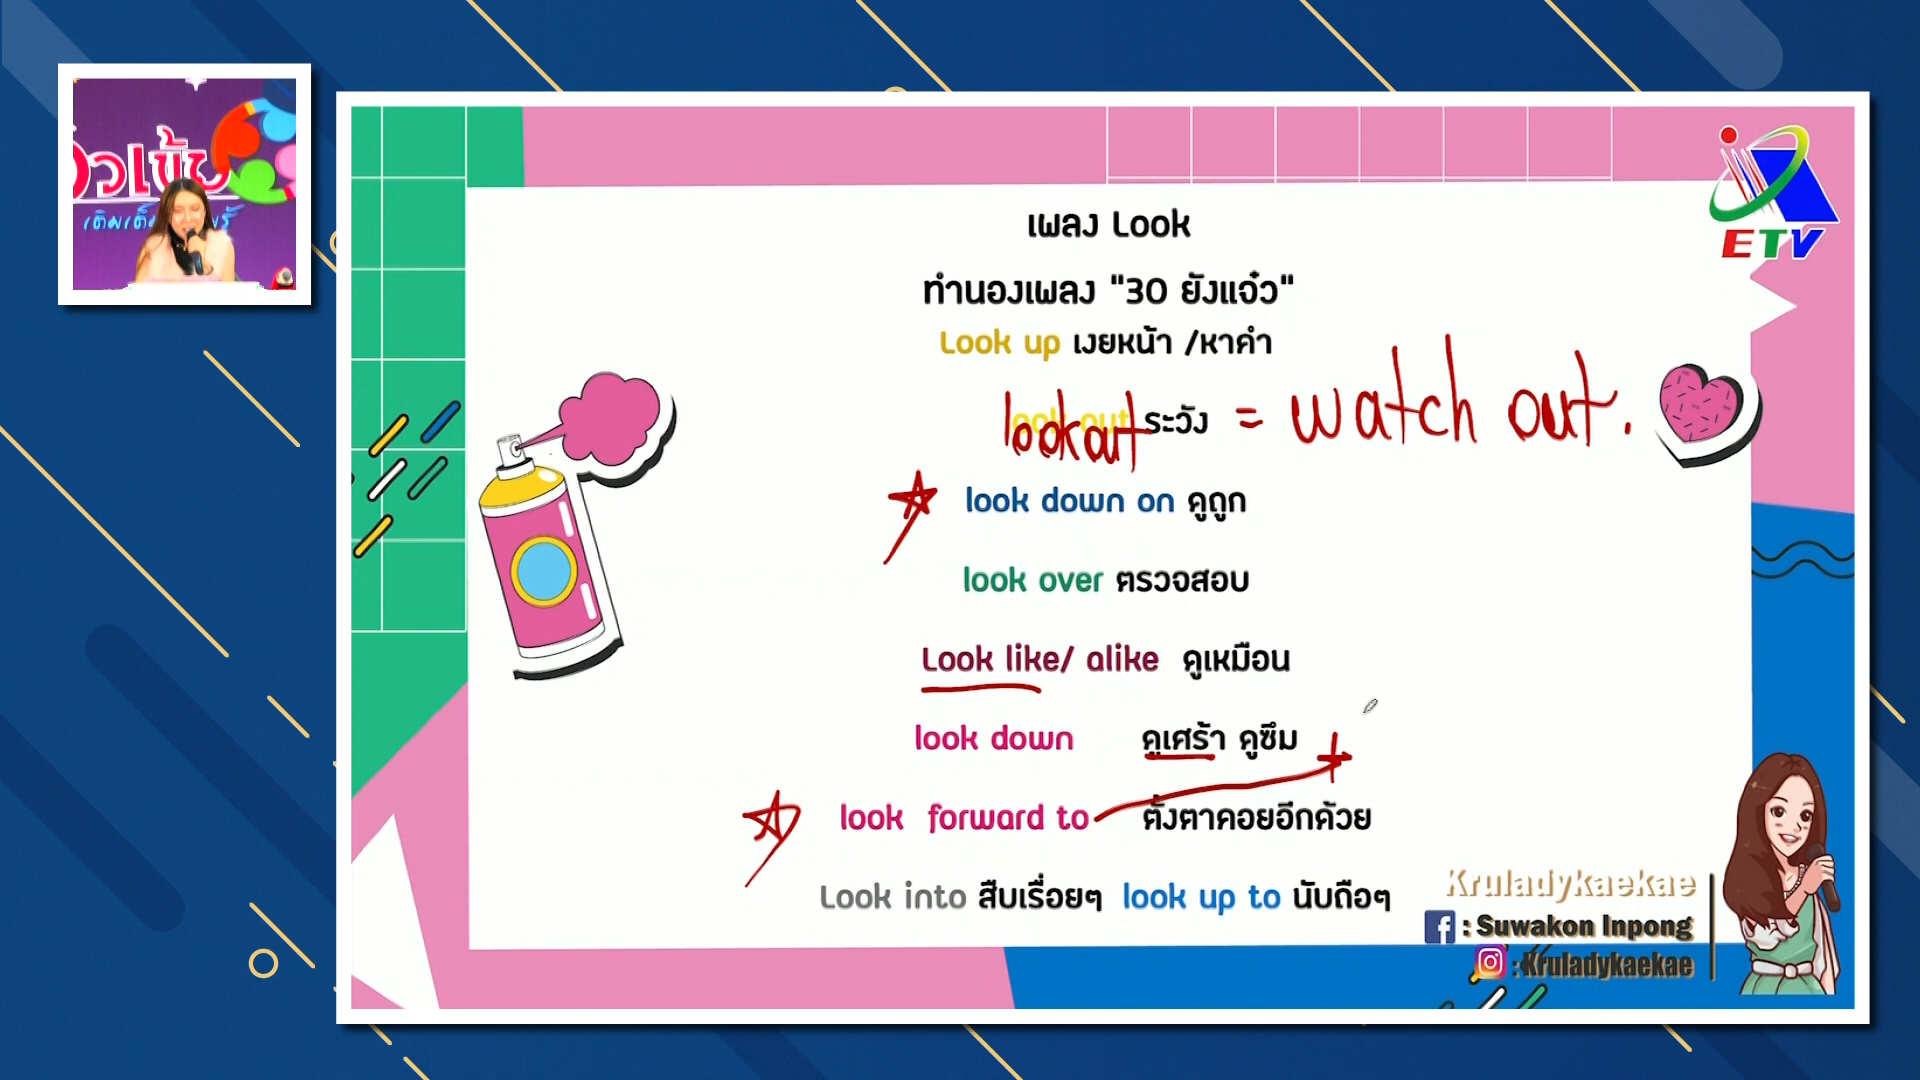 เพลง Look
ทำนองเพลง "30 ยังแจ๋ว"
Look up เงยหน้า /หาคำ
look out ระวัง = watch out.
look out
look down on ดูถูก
look over ตรวจสอบ
Look like/ alike ดูเหมือน
look down ดูเศร้า ดูซึม
look forward to ตั้งตาคอยอีกด้วย
Look into สืบเรื่อยๆ look up to นับถือๆ
ETV
Kruladykaekae
: Suwakon Inpong
: Kruladykaekae